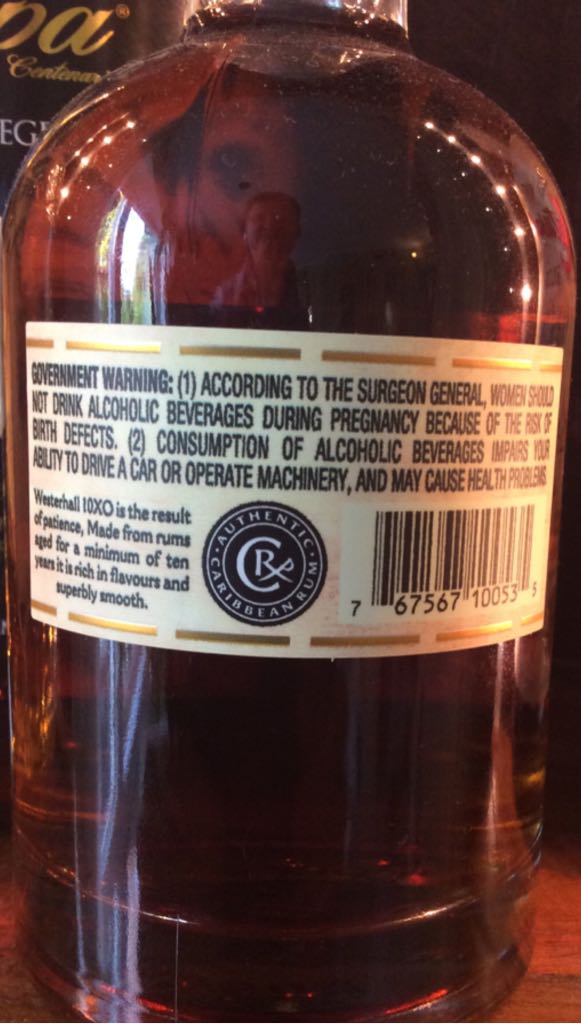 pa®
Centenar
EG
GOVERNMENT WARNING: (1) ACCORDING TO THE SURGEON GENERAL, WOMEN SHOULD
NOT DRINK ALCOHOLIC BEVERAGES DURING PREGNANCY BECAUSE OF THE RISK OF
BIRTH DEFECTS. (2) CONSUMPTION OF ALCOHOLIC BEVERAGES IMPAIRS YOUR
ABILITY TO DRIVE A CAR OR OPERATE MACHINERY, AND MAY CAUSE HEALTH PROBLEMS
Westerhall 10XO is the result
of patience, Made from rums
aged for a minimum of ten
years it is rich in flavours and
superbly smooth.
AUTHENTIC
CR
CARIBBEAN RUM
7 67567 10053 5